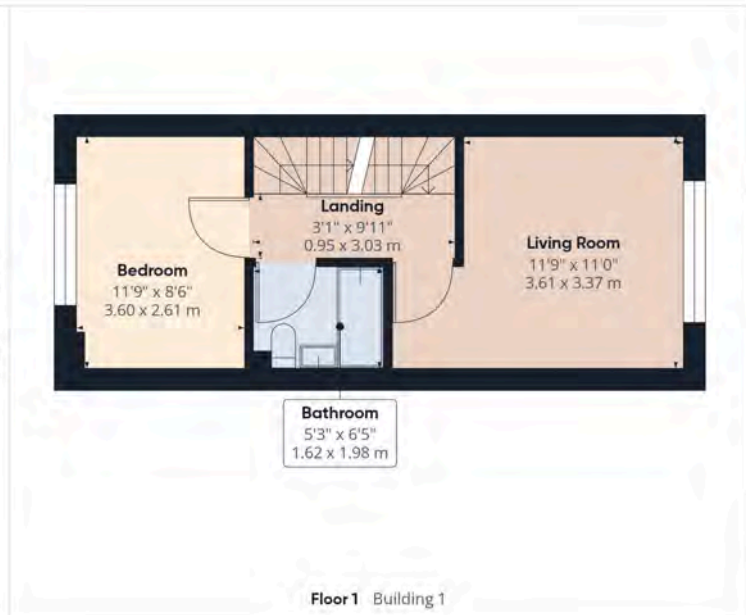 Landing
3'1" x 9'11"
0.95 x 3.03 m
Living Room
11'9" x 11'0"
3.61 x 3.37 m
Bedroom
11'9" x 8'6"
3.60 x 2.61 m
Bathroom
5'3" x 6'5"
1.62 x 1.98 m
Floor 1 Building 1